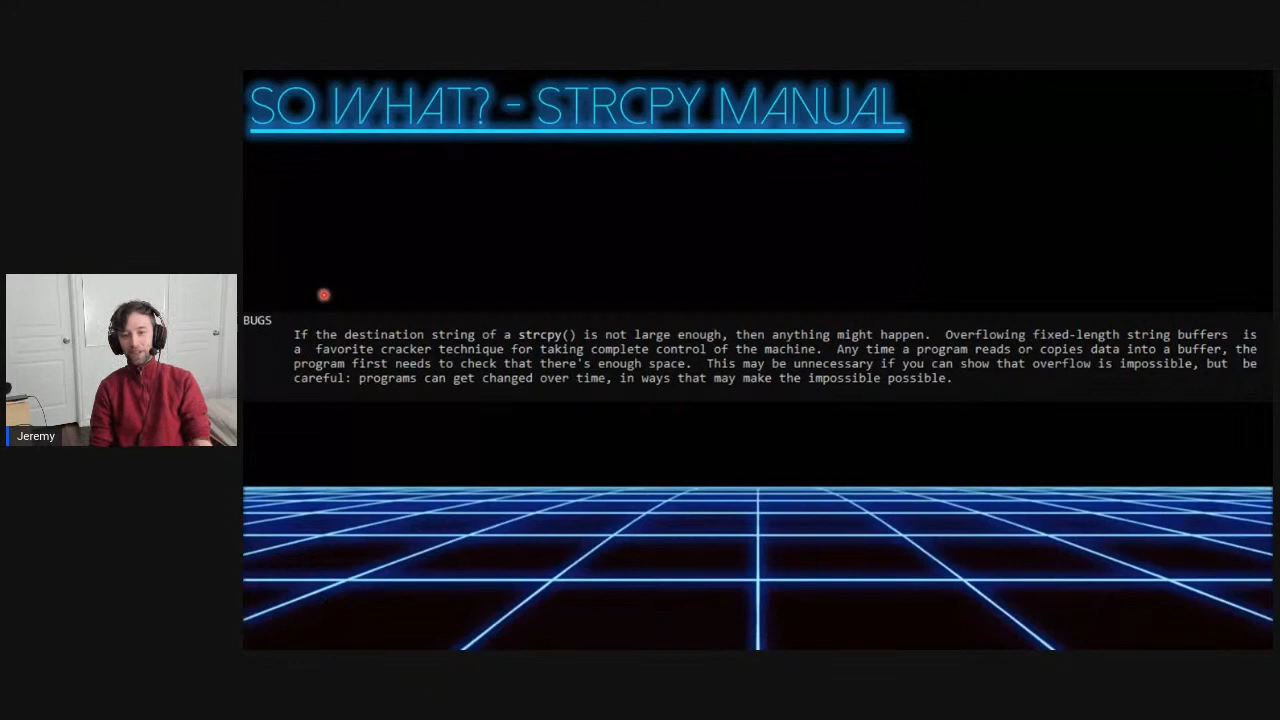 SO WHAT? - STRCPY MANUAL
BUGS
If the destination string of a strcpy() is not large enough, then anything might happen. Overflowing fixed-length string buffers is
a favorite cracker technique for taking complete control of the machine. Any time a program reads or copies data into a buffer, the
program first needs to check that there's enough space. This may be unnecessary if you can show that overflow is impossible, but be
careful: programs can get changed over time, in ways that may make the impossible possible.
Jeremy